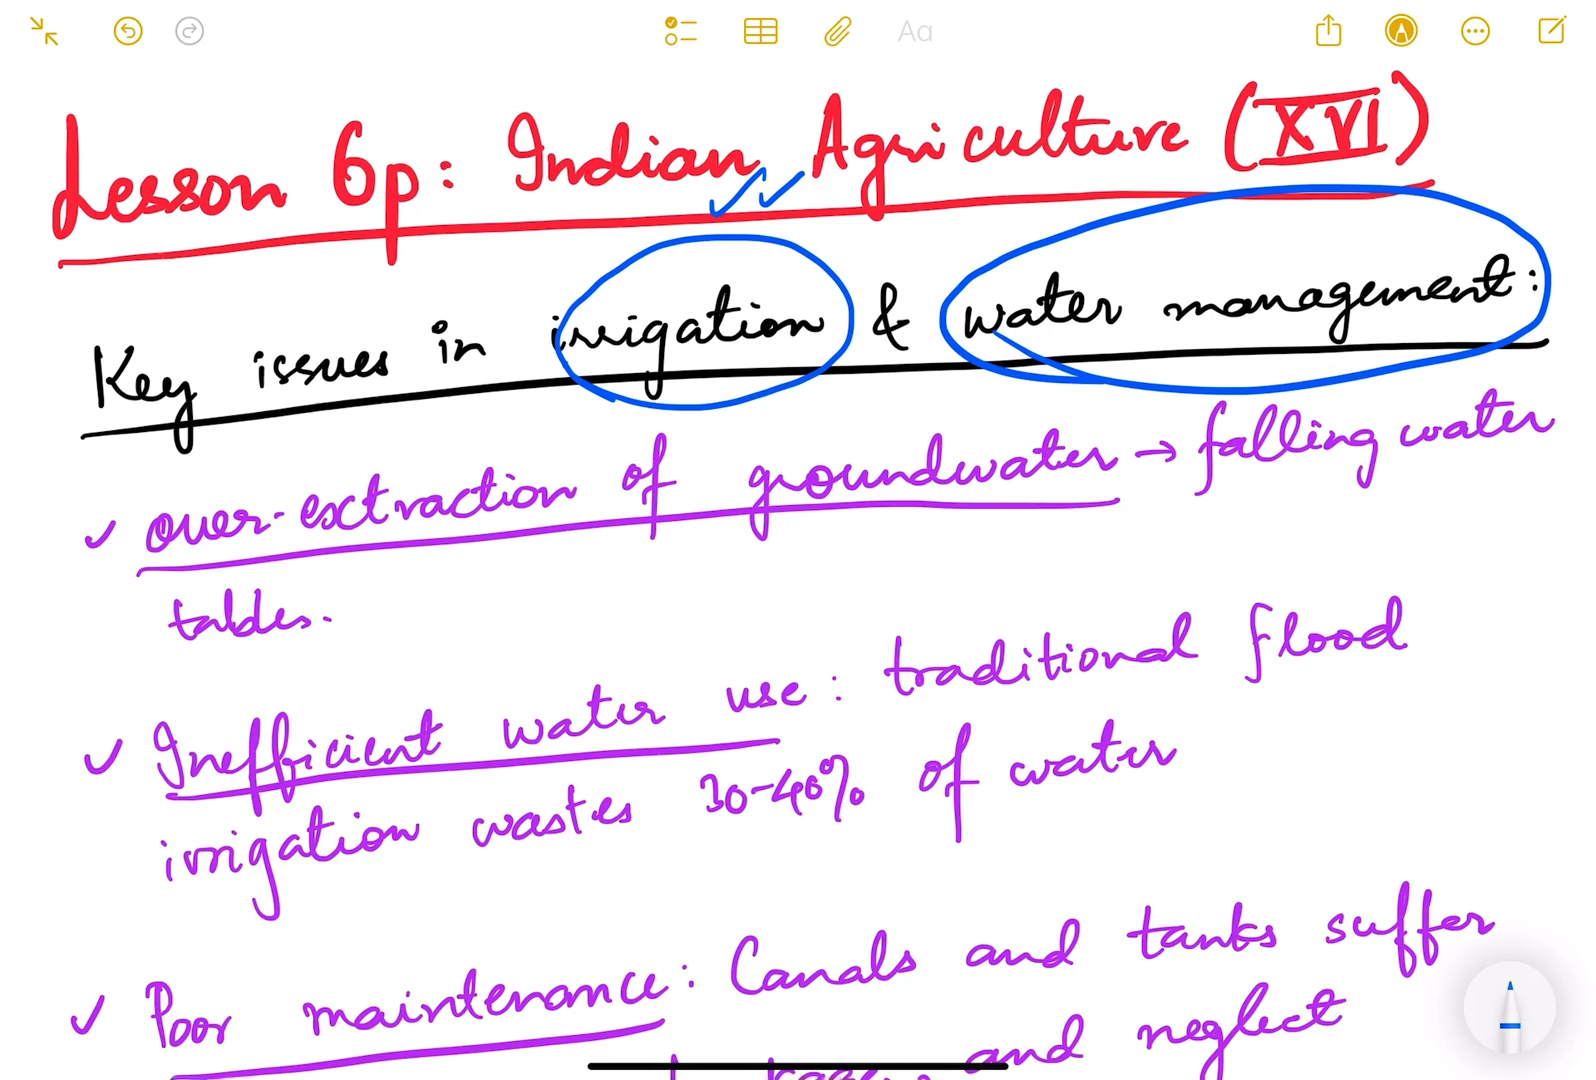 Aa
Lesson 6p: Indian Agriculture (XVI)
Key issues in irrigation & water management:
over-extraction of groundwater → falling water
tables.
Inefficient water use: traditional flood
irrigation wastes 30-40% of water
Poor maintenance: Canals and tanks suffer
and neglect